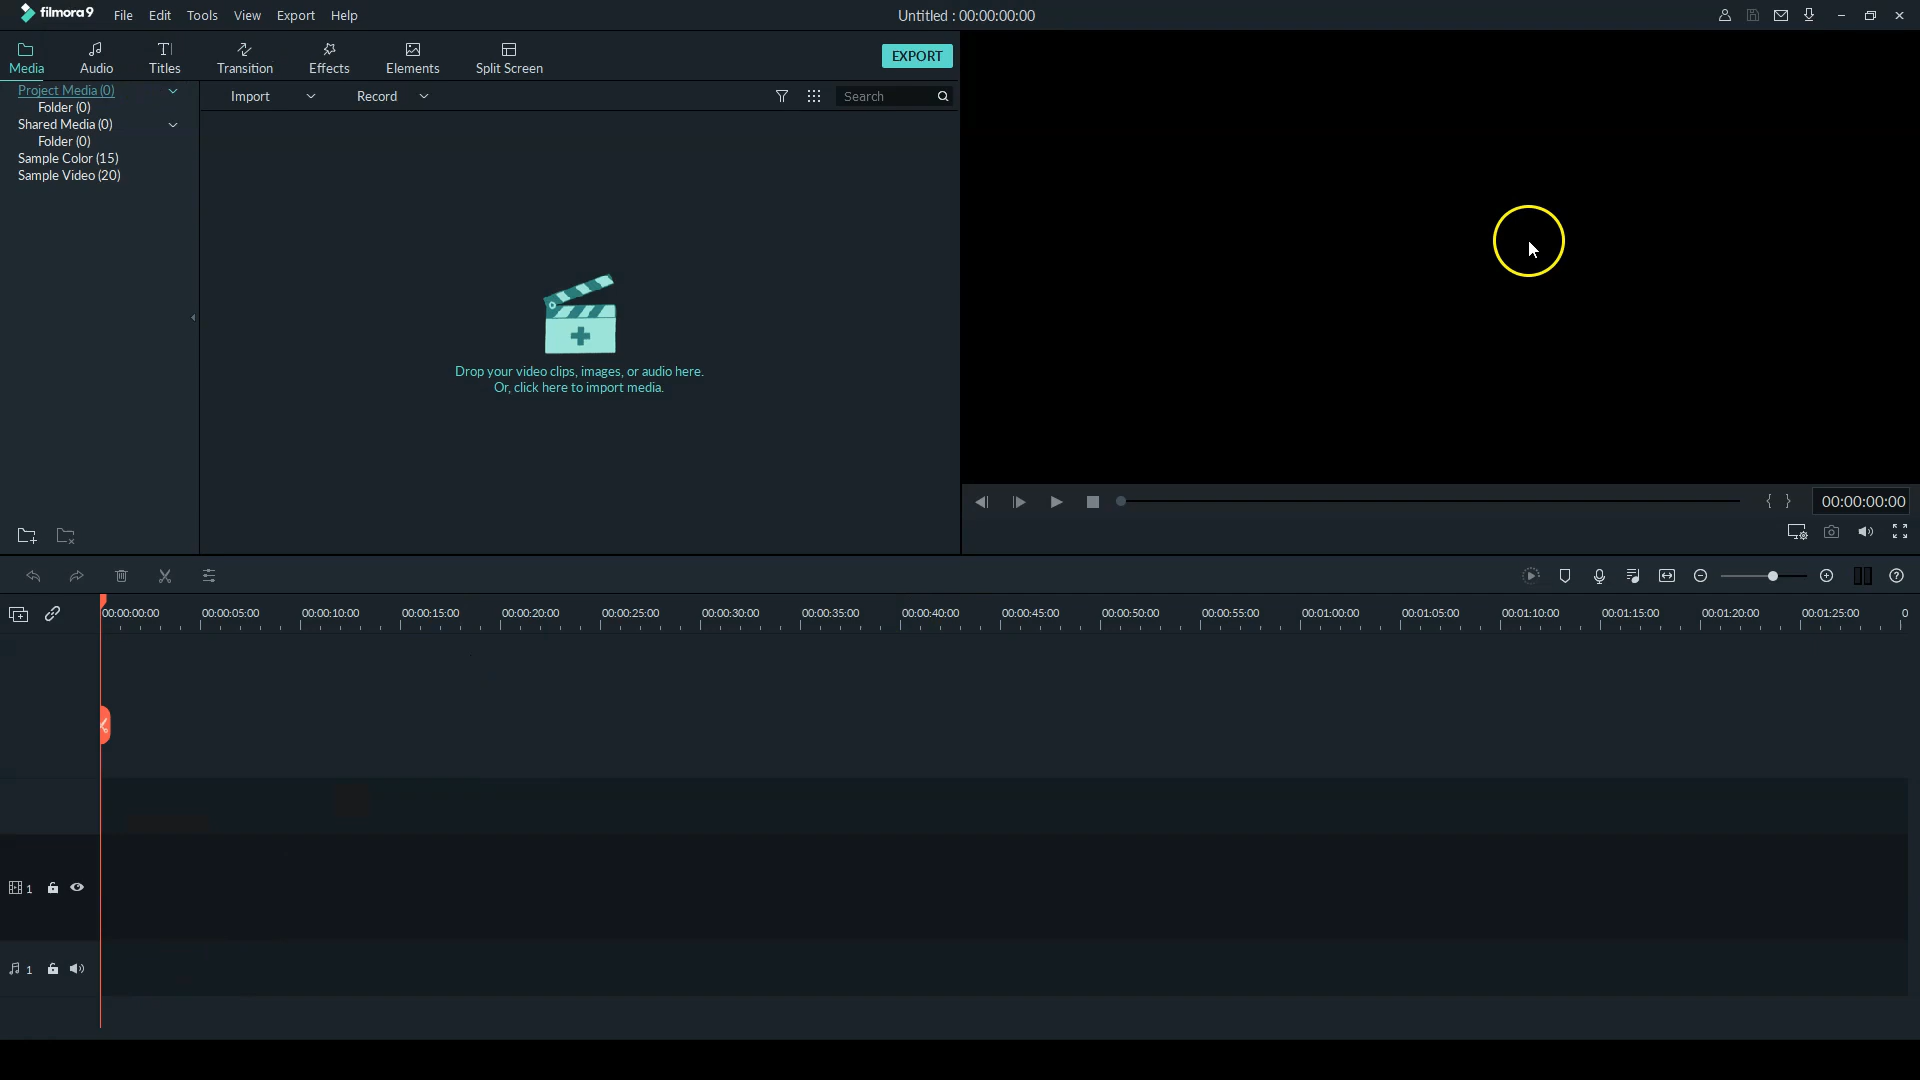 filmora9 File Edit Tools View Export Help Untitled : 00:00:00:00
Media Audio Titles Transition Effects Elements Split Screen EXPORT
Project Media (0)
Folder (0)
Shared Media (0)
Folder (0)
Sample Color (15)
Sample Video (20)
Import Record Search
Drop your video clips, images, or audio here.
Or, click here to import media.
{ } 00:00:00:00
00:00:00:00 00:00:05:00 00:00:10:00 00:00:15:00 00:00:20:00 00:00:25:00 00:00:30:00 00:00:35:00 00:00:40:00 00:00:45:00 00:00:50:00 00:00:55:00 00:01:00:00 00:01:05:00 00:01:10:00 00:01:15:00 00:01:20:00 00:01:25:00 0
1
1